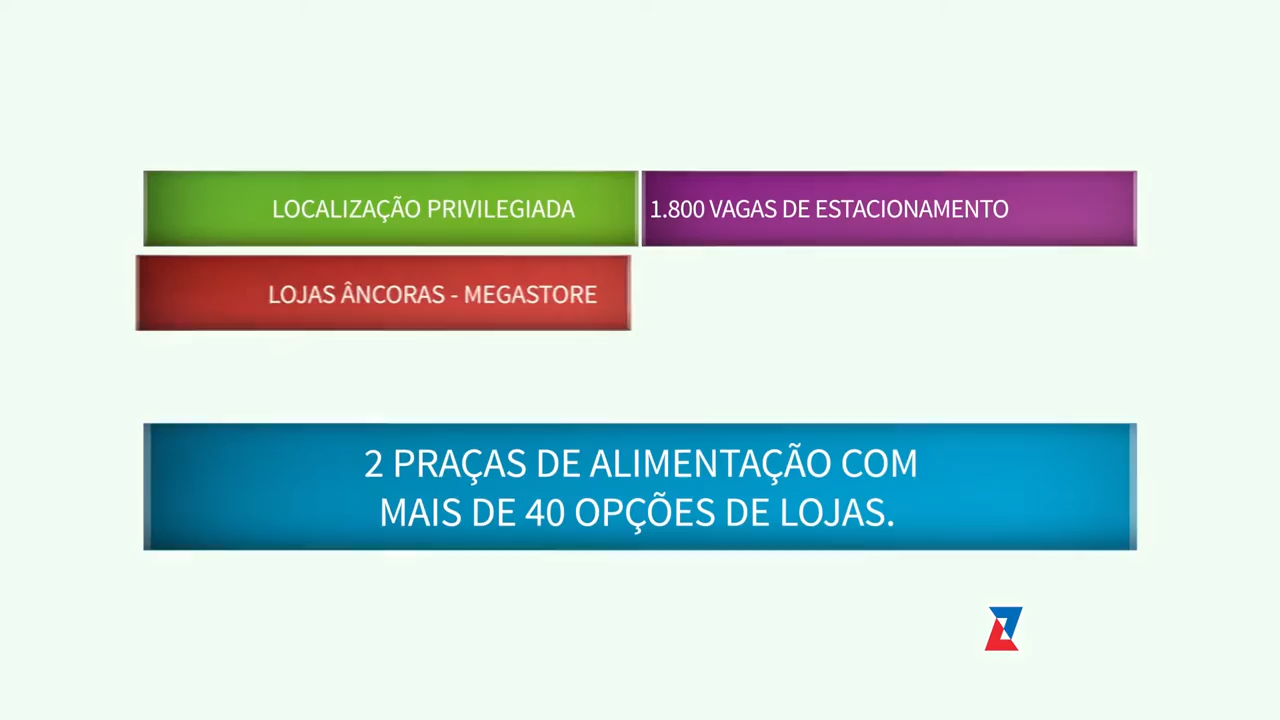 LOCALIZAÇÃO PRIVILEGIADA
1.800 VAGAS DE ESTACIONAMENTO
LOJAS ÂNCORAS - MEGASTORE
2 PRAÇAS DE ALIMENTAÇÃO COM
MAIS DE 40 OPÇÕES DE LOJAS.